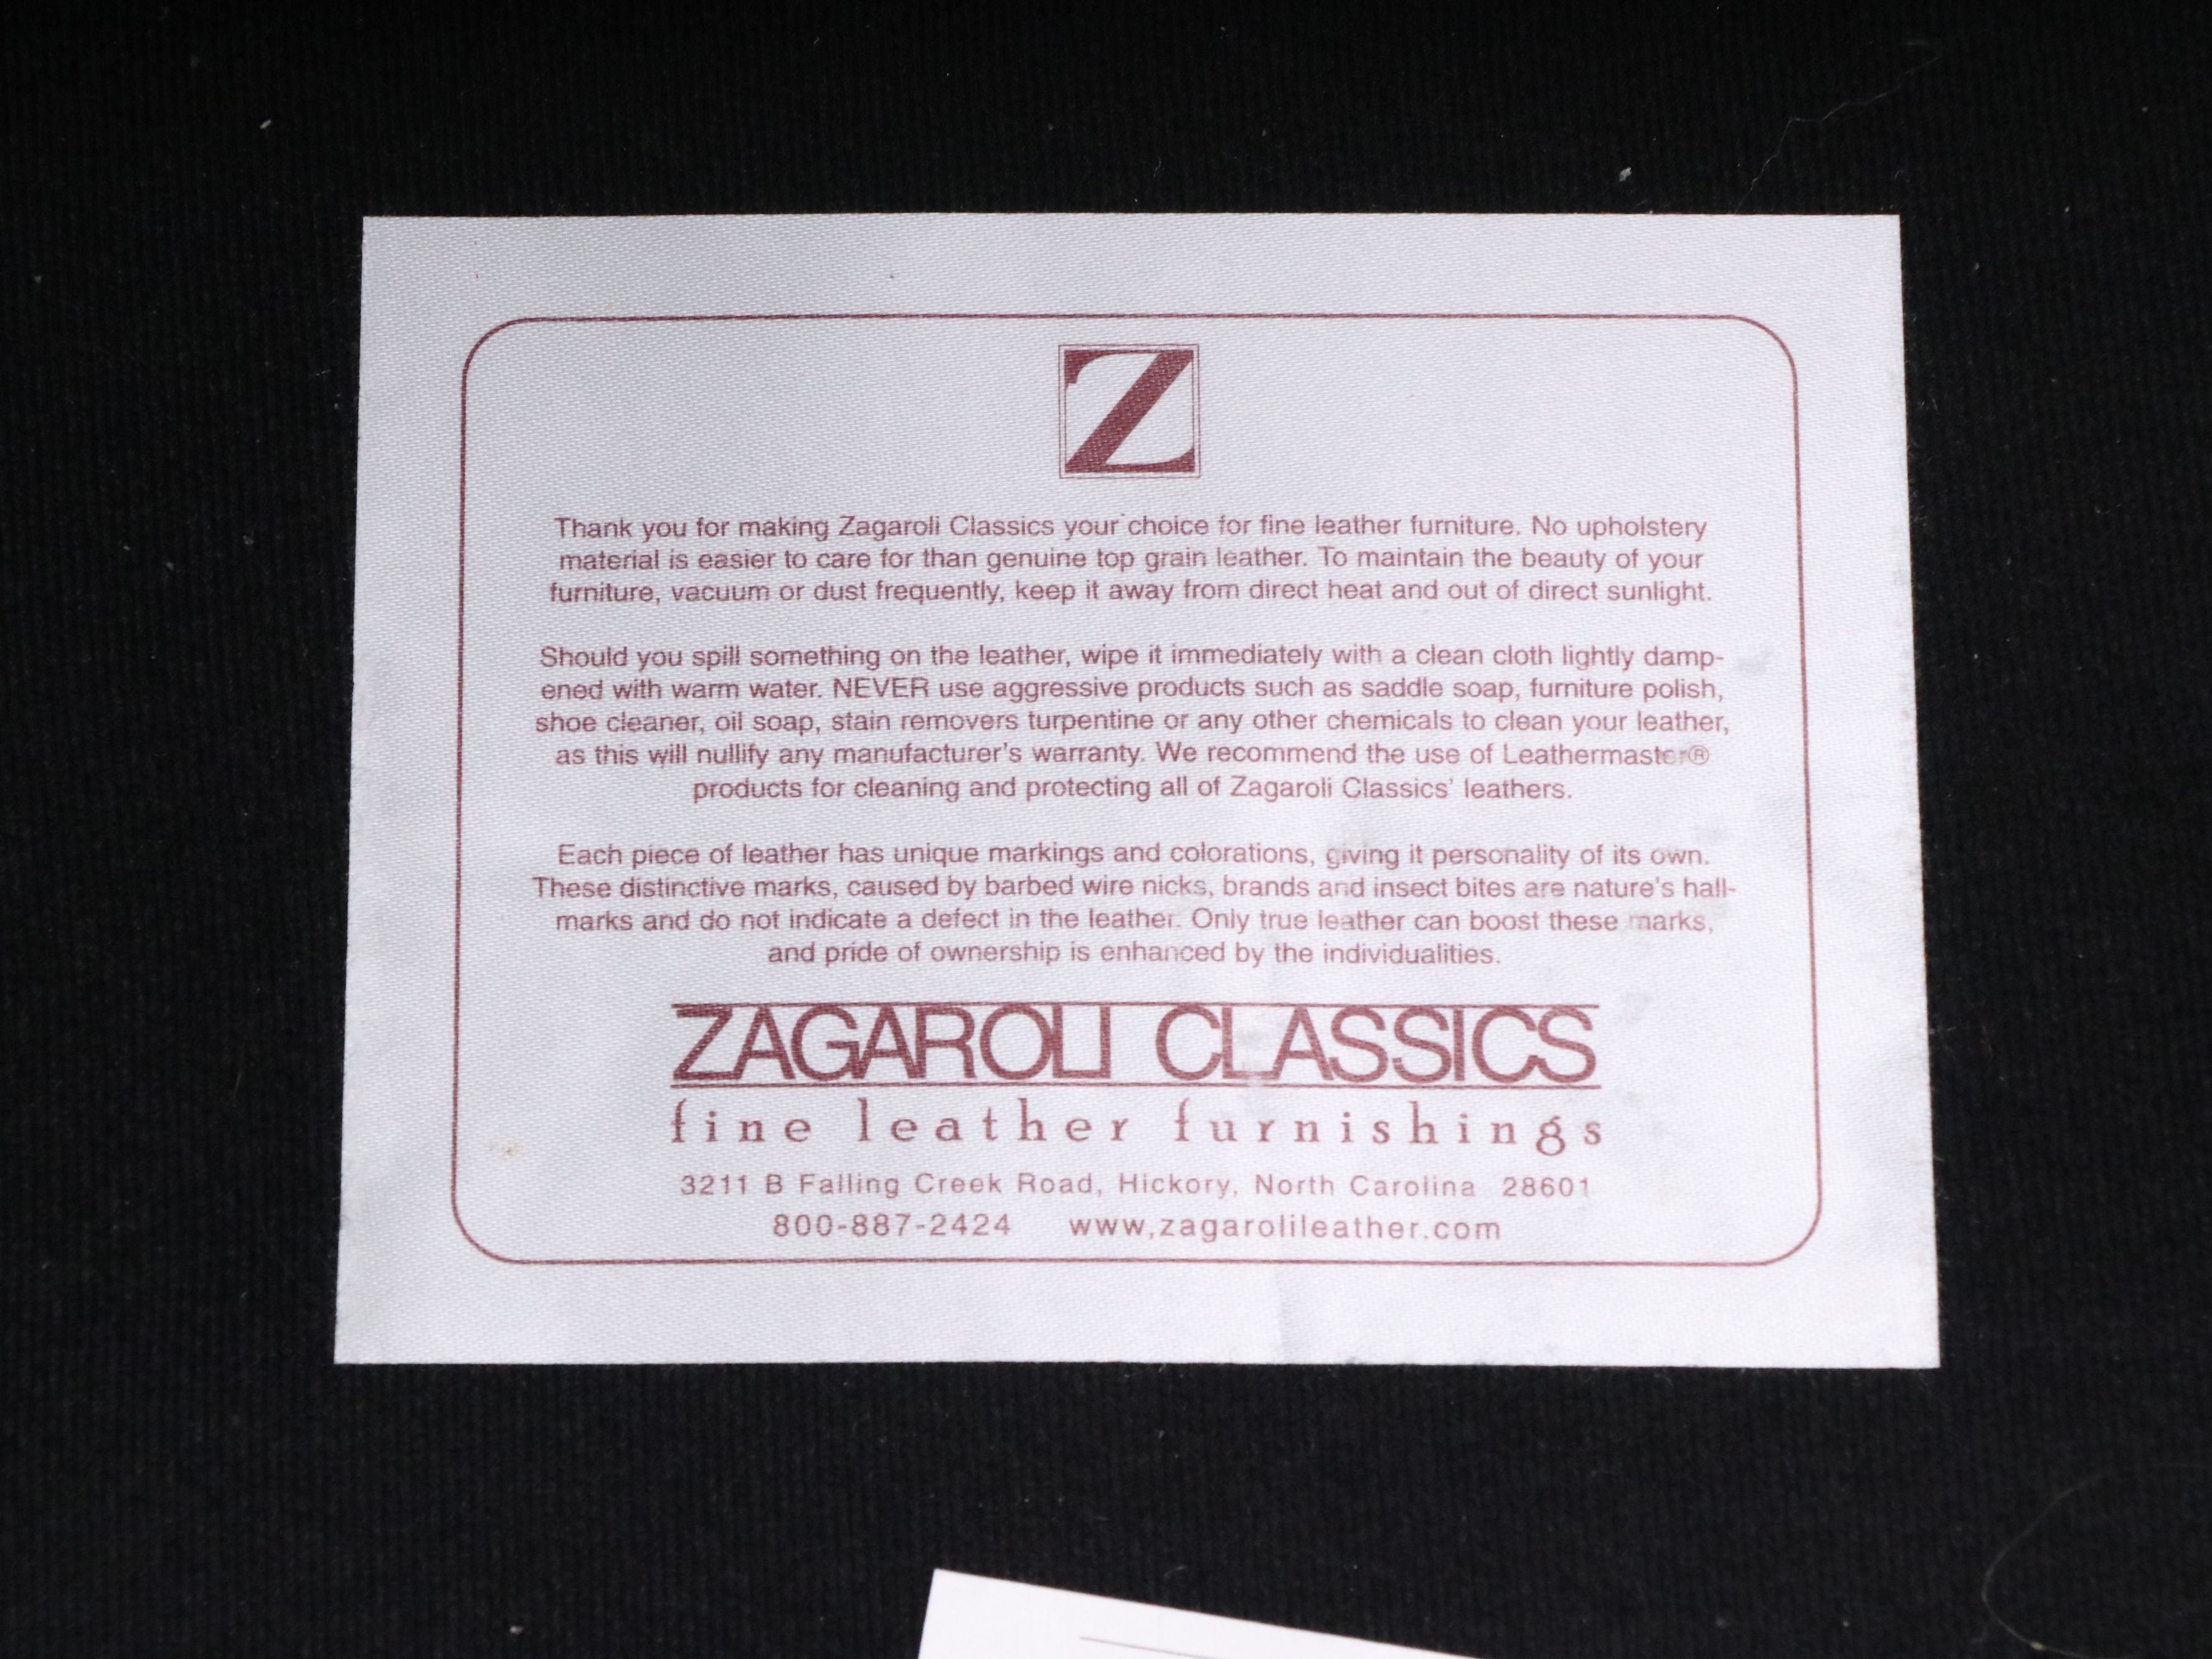 Z
Thank you for making Zagaroli Classics your choice for fine leather furniture. No upholstery
material is easier to care for than genuine top grain leather. To maintain the beauty of your
furniture, vacuum or dust frequently, keep it away from direct heat and out of direct sunlight.
Should you spill something on the leather, wipe it immediately with a clean cloth lightly damp-
ened with warm water. NEVER use aggressive products such as saddle soap, furniture polish,
shoe cleaner, oil soap, stain removers turpentine or any other chemicals to clean your leather,
as this will nullify any manufacturer's warranty. We recommend the use of Leathermaster®
products for cleaning and protecting all of Zagaroli Classics' leathers.
Each piece of leather has unique markings and colorations, giving it personality of its own.
These distinctive marks, caused by barbed wire nicks, brands and insect bites are nature's hall-
marks and do not indicate a defect in the leather. Only true leather can boost these marks,
and pride of ownership is enhanced by the individualities.
ZAGAROLI CLASSICS
fine leather furnishings
3211 B Falling Creek Road, Hickory, North Carolina 28601
800-887-2424 www,zagarolileather.com